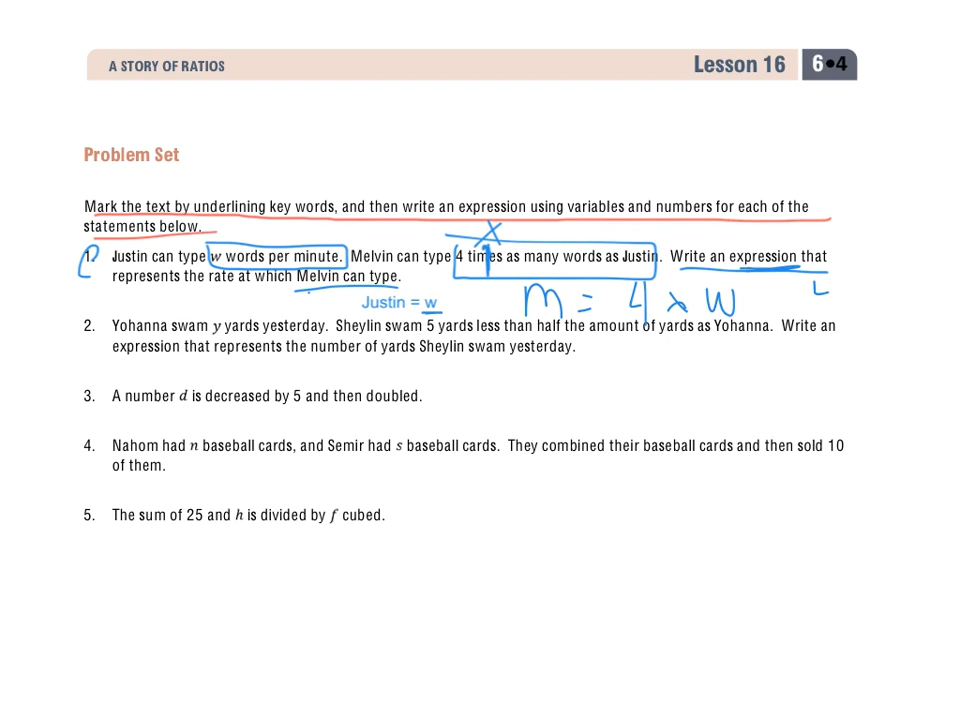 A STORY OF RATIOS
Lesson 16
6•4
Problem Set
Mark the text by underlining key words, and then write an expression using variables and numbers for each of the
statements below.
1. Justin can type w words per minute. Melvin can type 4 times as many words as Justin. Write an expression that
represents the rate at which Melvin can type.
Justin = w
M = 4 x W
2. Yohanna swam y yards yesterday. Sheylin swam 5 yards less than half the amount of yards as Yohanna. Write an
expression that represents the number of yards Sheylin swam yesterday.
3. A number d is decreased by 5 and then doubled.
4. Nahom had n baseball cards, and Semir had s baseball cards. They combined their baseball cards and then sold 10
of them.
5. The sum of 25 and h is divided by f cubed.